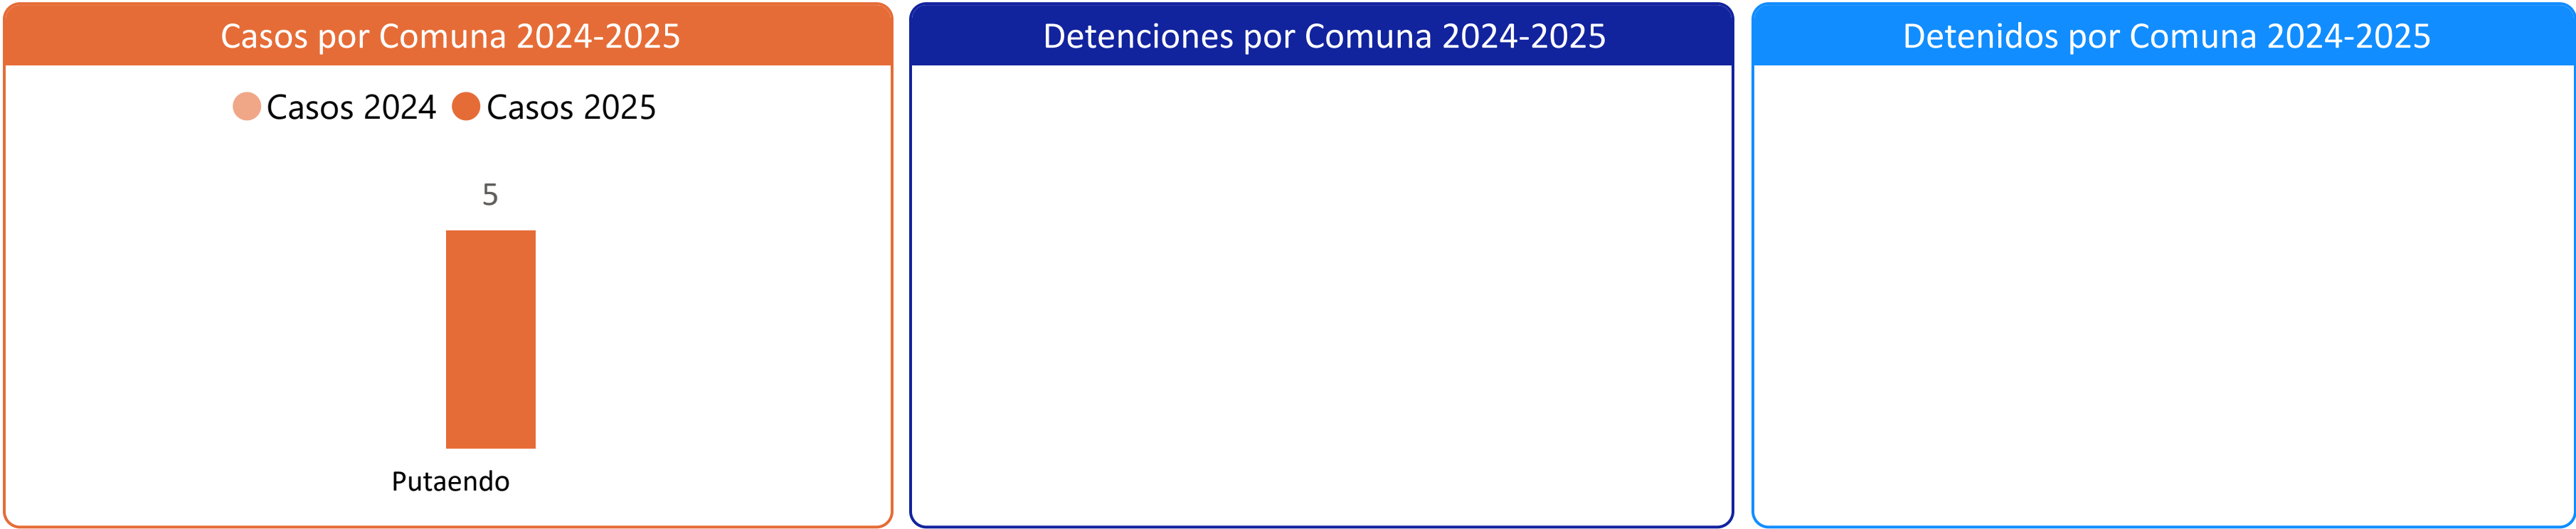 Casos por Comuna 2024-2025
Casos 2024 Casos 2025
5
Putaendo
Detenciones por Comuna 2024-2025
Detenidos por Comuna 2024-2025